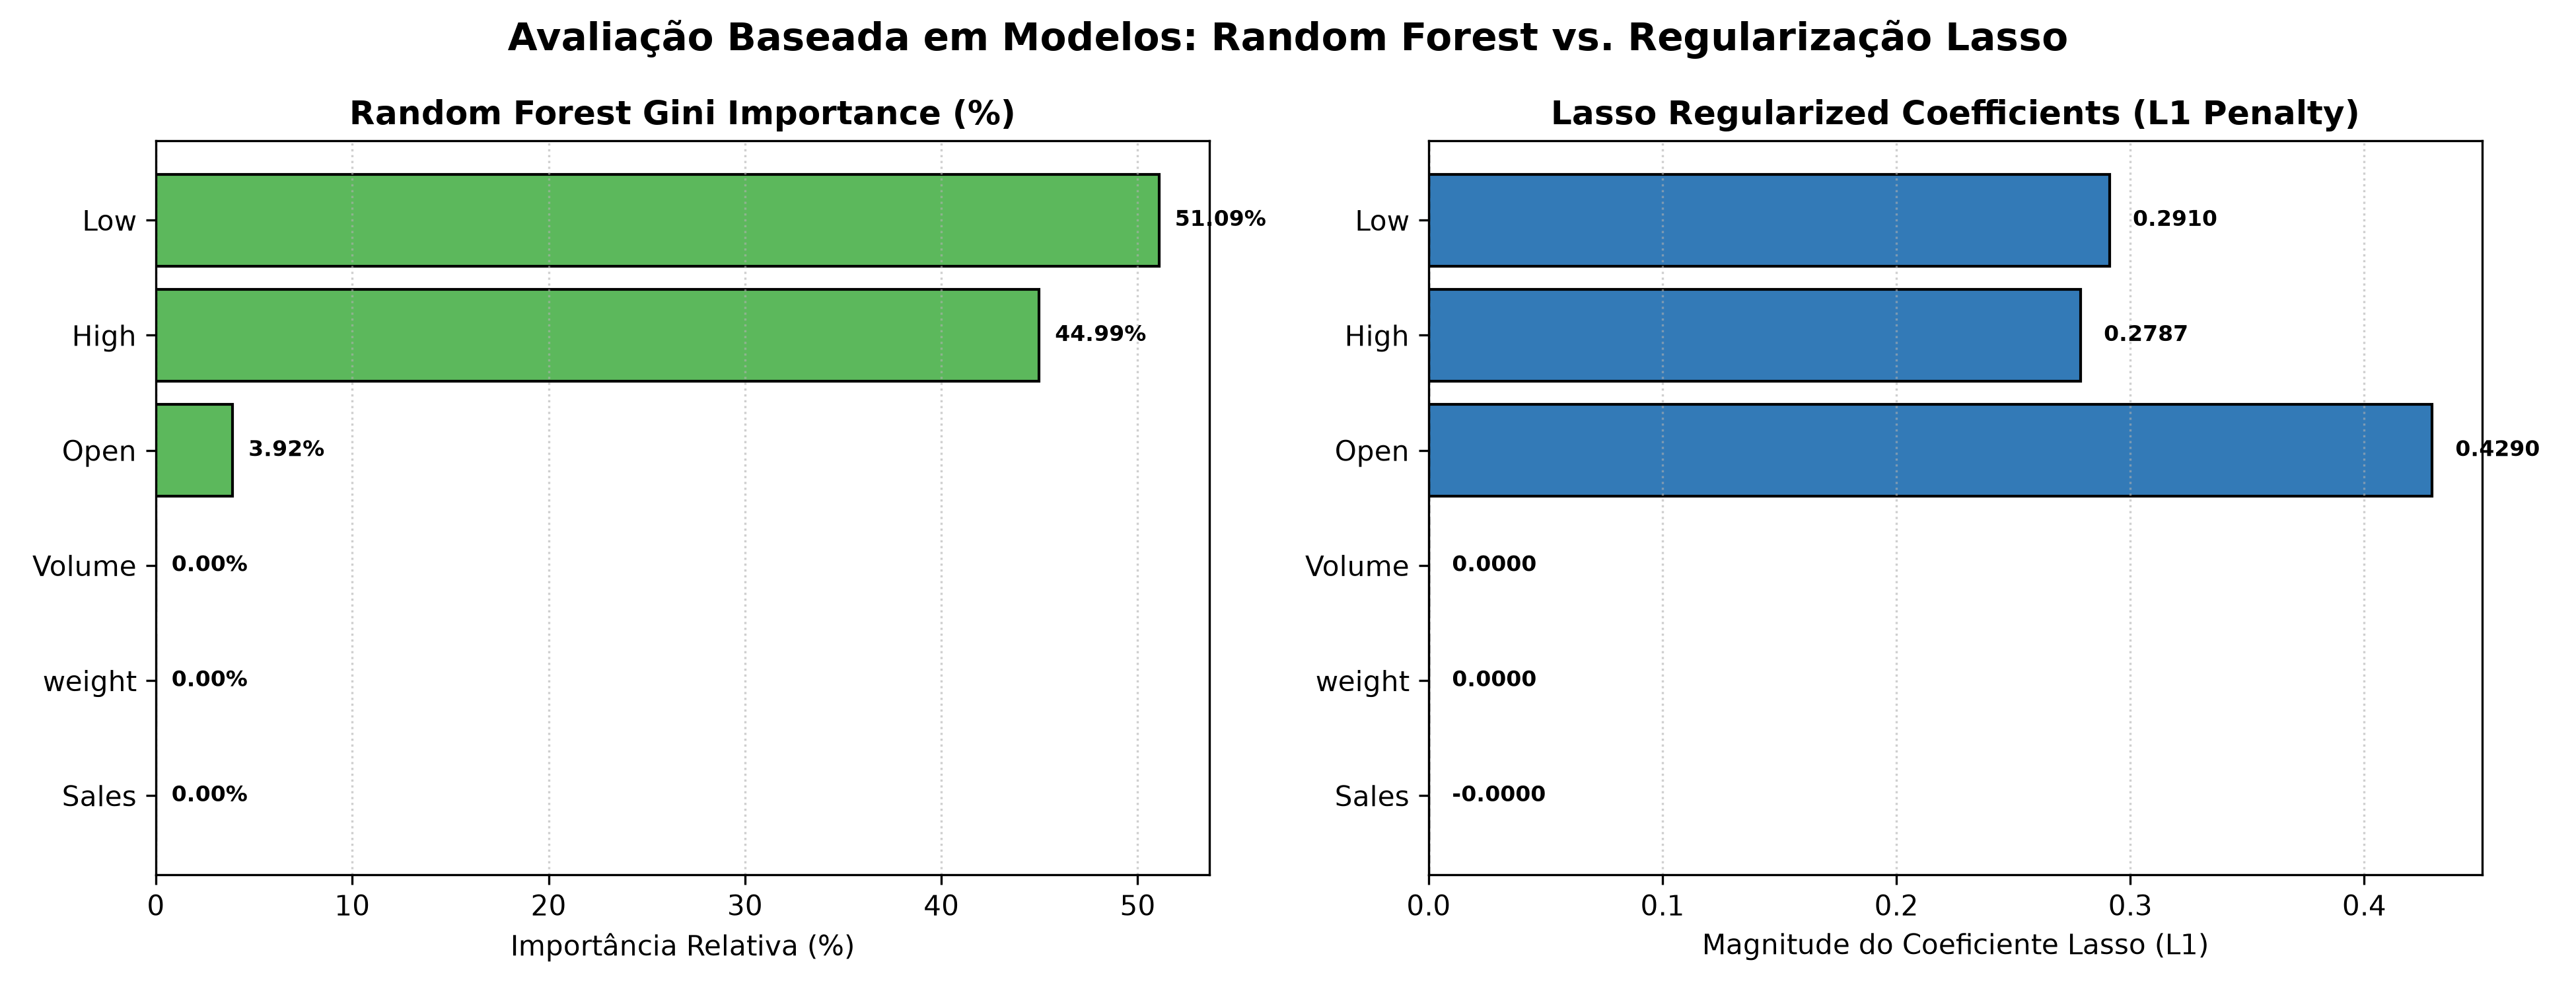 Avaliação Baseada em Modelos: Random Forest vs. Regularização Lasso
Random Forest Gini Importance (%)
Low
51.09%
High
44.99%
Open
3.92%
Volume
0.00%
weight
0.00%
Sales
0.00%
0 10 20 30 40 50
Importância Relativa (%)
Lasso Regularized Coefficients (L1 Penalty)
Low
0.2910
High
0.2787
Open
0.4290
Volume
0.0000
weight
0.0000
Sales
-0.0000
0.0 0.1 0.2 0.3 0.4
Magnitude do Coeficiente Lasso (L1)